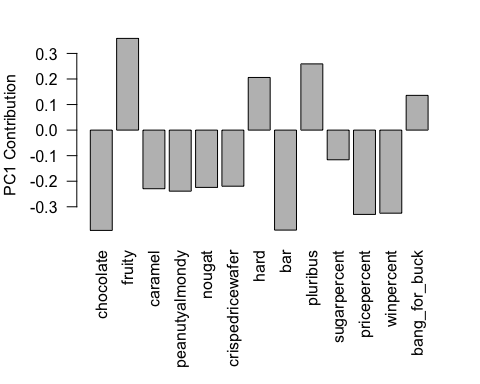 PC1 Contribution
0.3
0.2
0.1
0.0
-0.1
-0.2
-0.3
chocolate
fruity
caramel
peanutyalmondy
nougat
crispedricewafer
hard
bar
pluribus
sugarpercent
pricepercent
winpercent
bang_for_buck